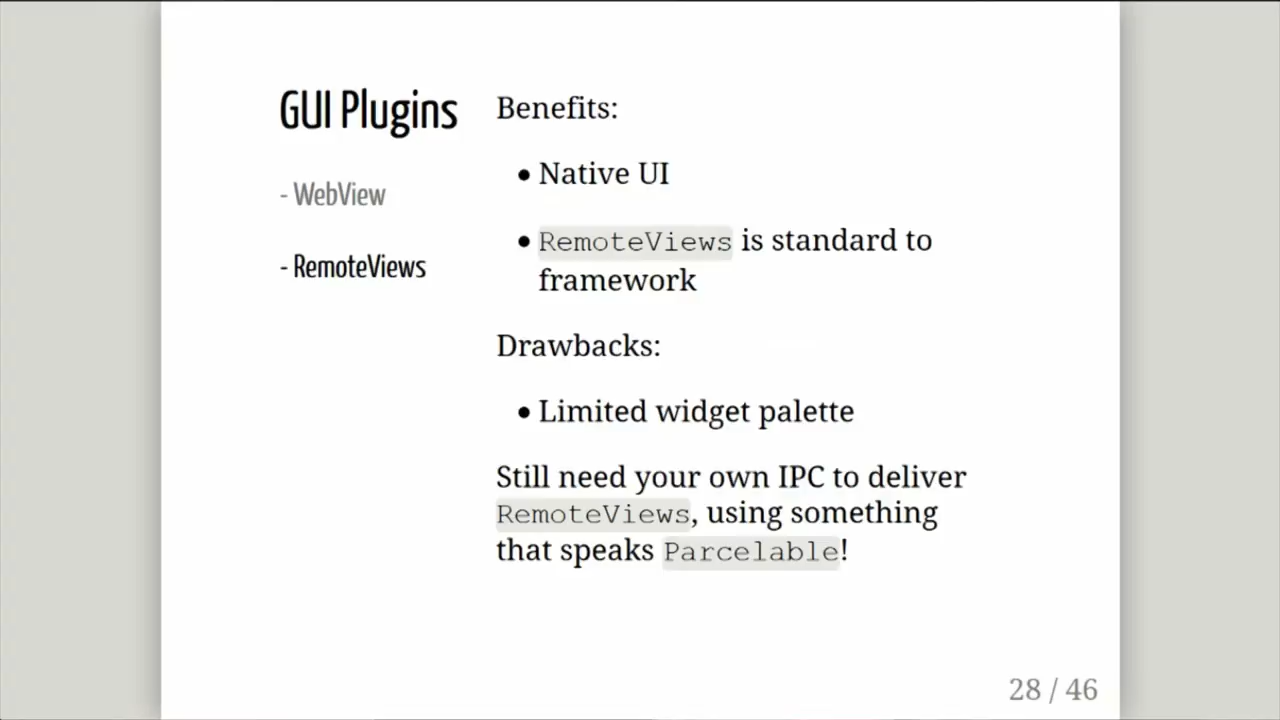 GUI Plugins
- WebView
- RemoteViews
Benefits:
• Native UI
• RemoteViews is standard to
framework
Drawbacks:
• Limited widget palette
Still need your own IPC to deliver
RemoteViews, using something
that speaks Parcelable!
28 / 46